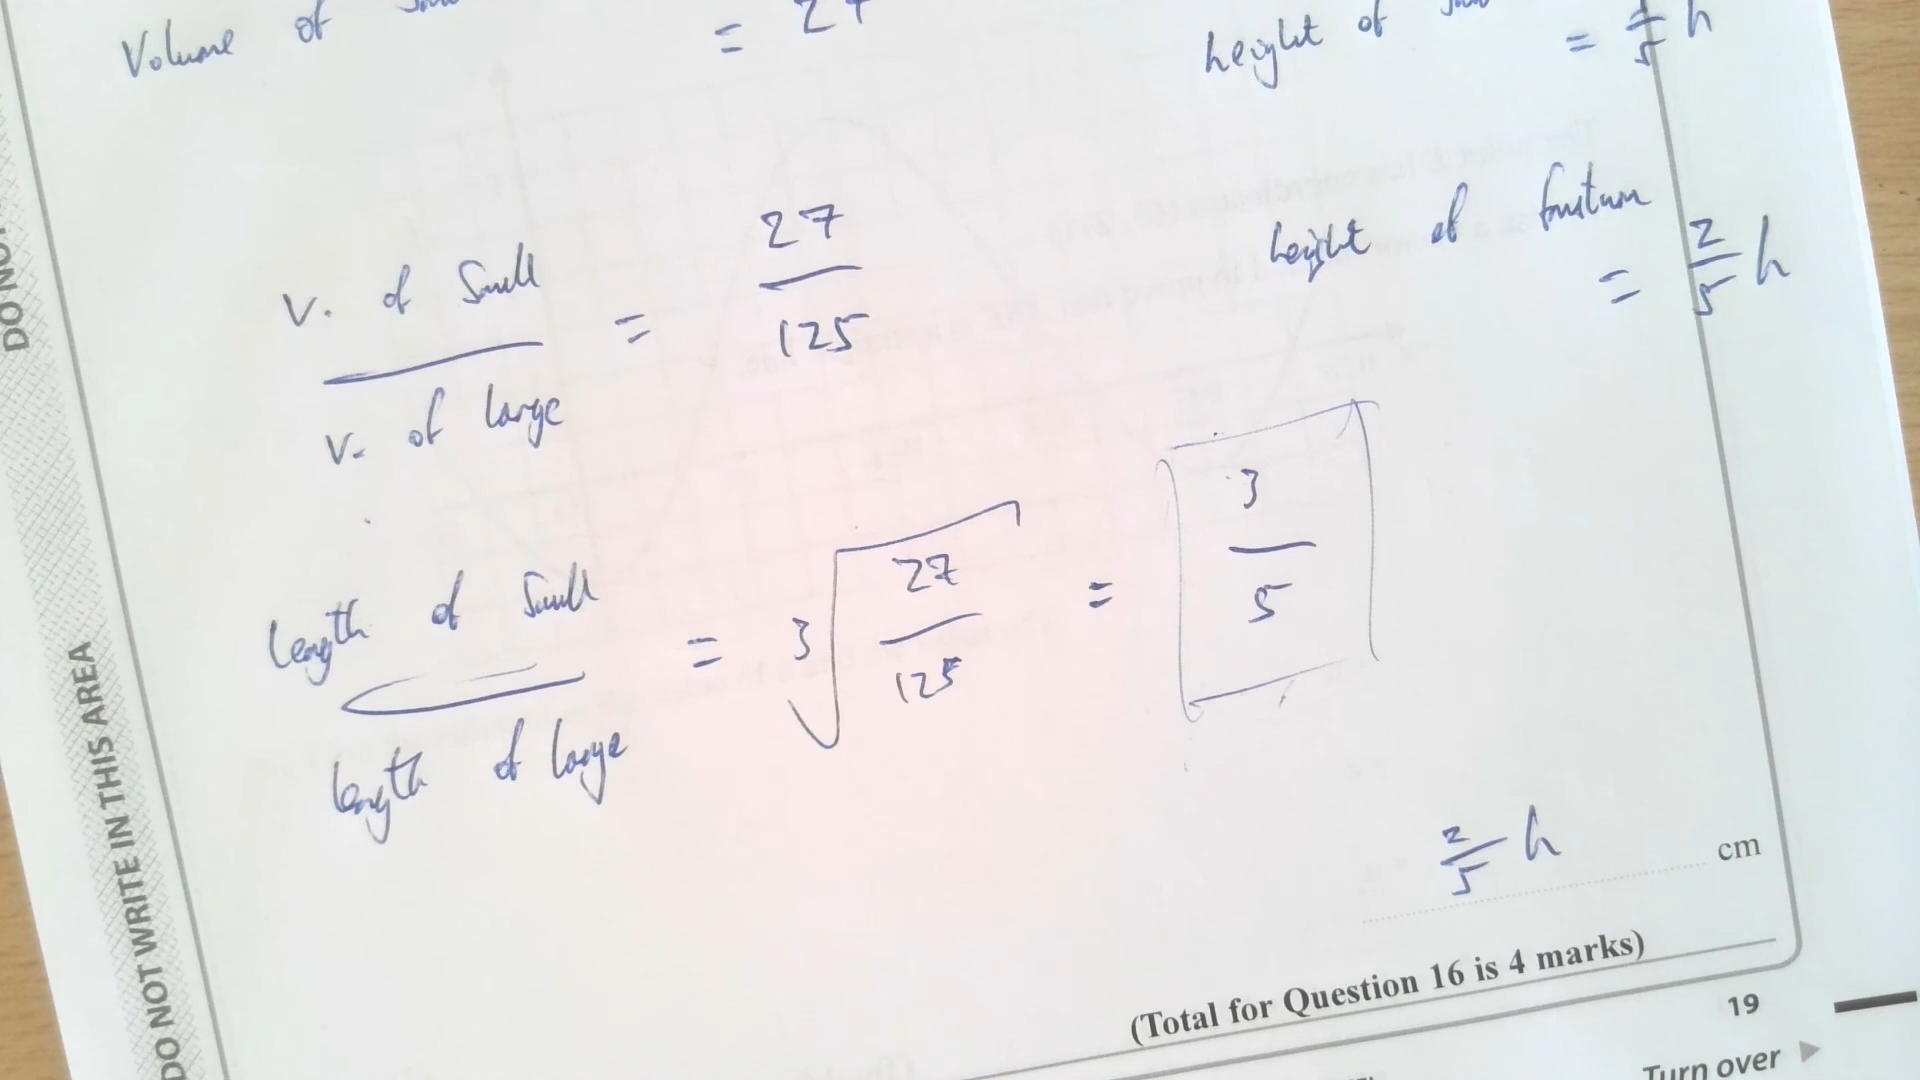 Volume of
= 27
height of
= h
5
height of frustum
= 2/5 h
V. of Small / V. of large = 27/125
length of Small / length of large = 3√27/125 = 3/5
2/5 h cm
(Total for Question 16 is 4 marks)
19
Turn over
DO NOT WRITE IN THIS AREA
DO NO